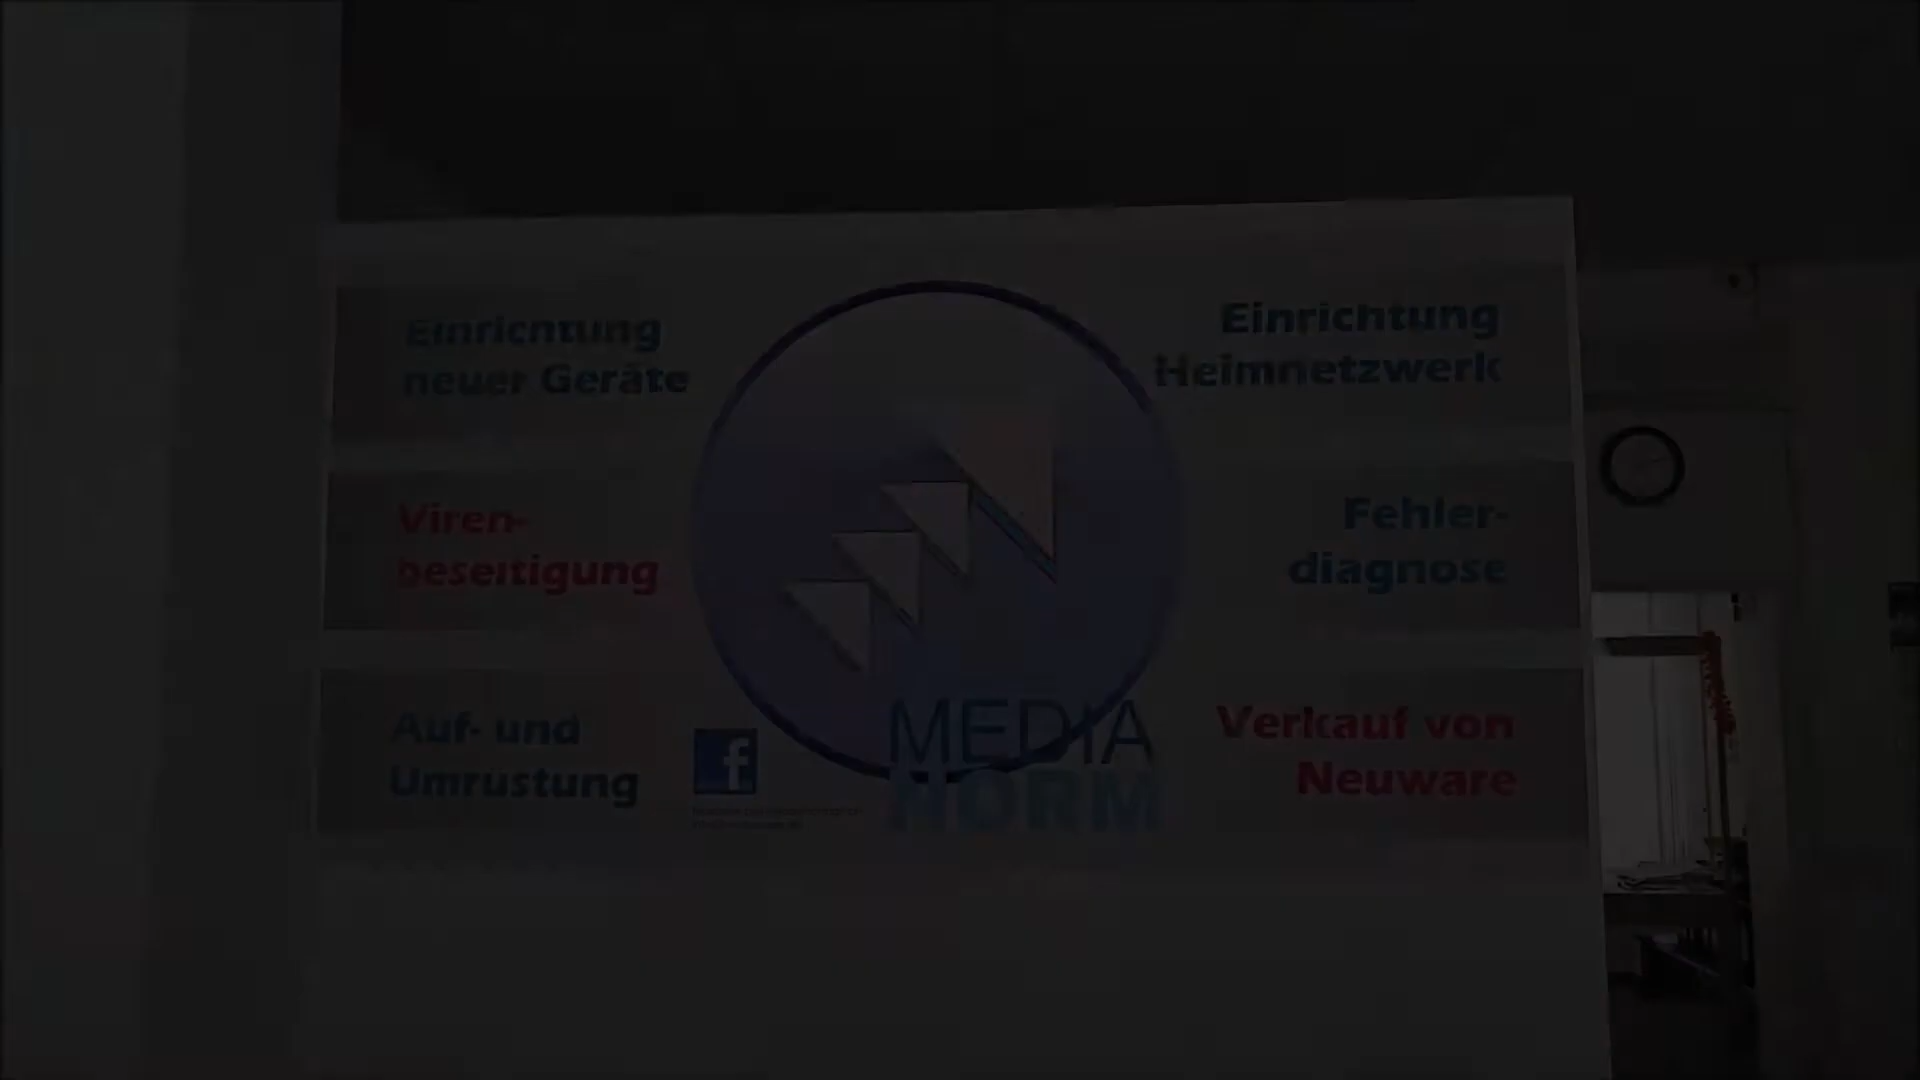 Einrichtung
neuer Geräte
Einrichtung
Heimnetzwerk
Viren-
beseitigung
Fehler-
diagnose
Auf- und
Umrüstung
f
MEDIA
NORM
Verkauf von
Neuware